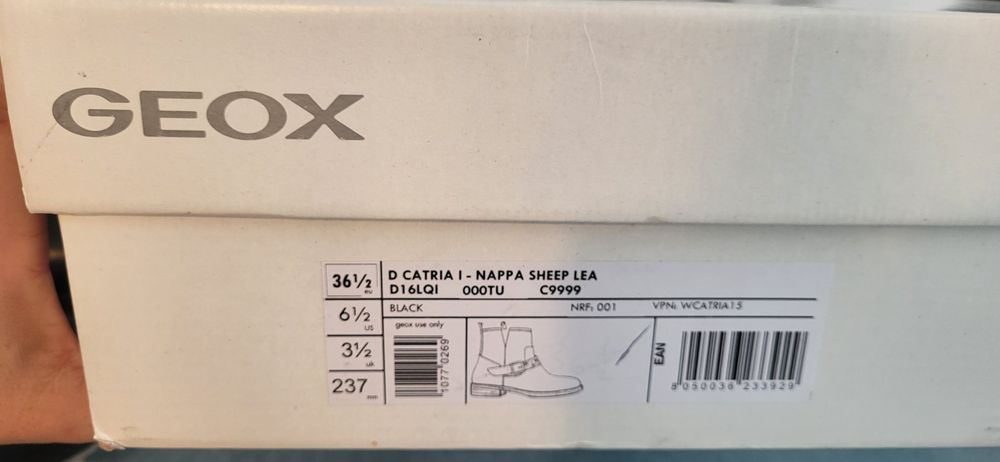 GEOX
36½ eu
D CATRIA I - NAPPA SHEEP LEA
D16LQI 000TU C9999
6½ US
BLACK NRF: 001 VPN: WCATRIA15
geox use only
3½ uk
1077 0269
EAN
237 mm
8 050036 233929